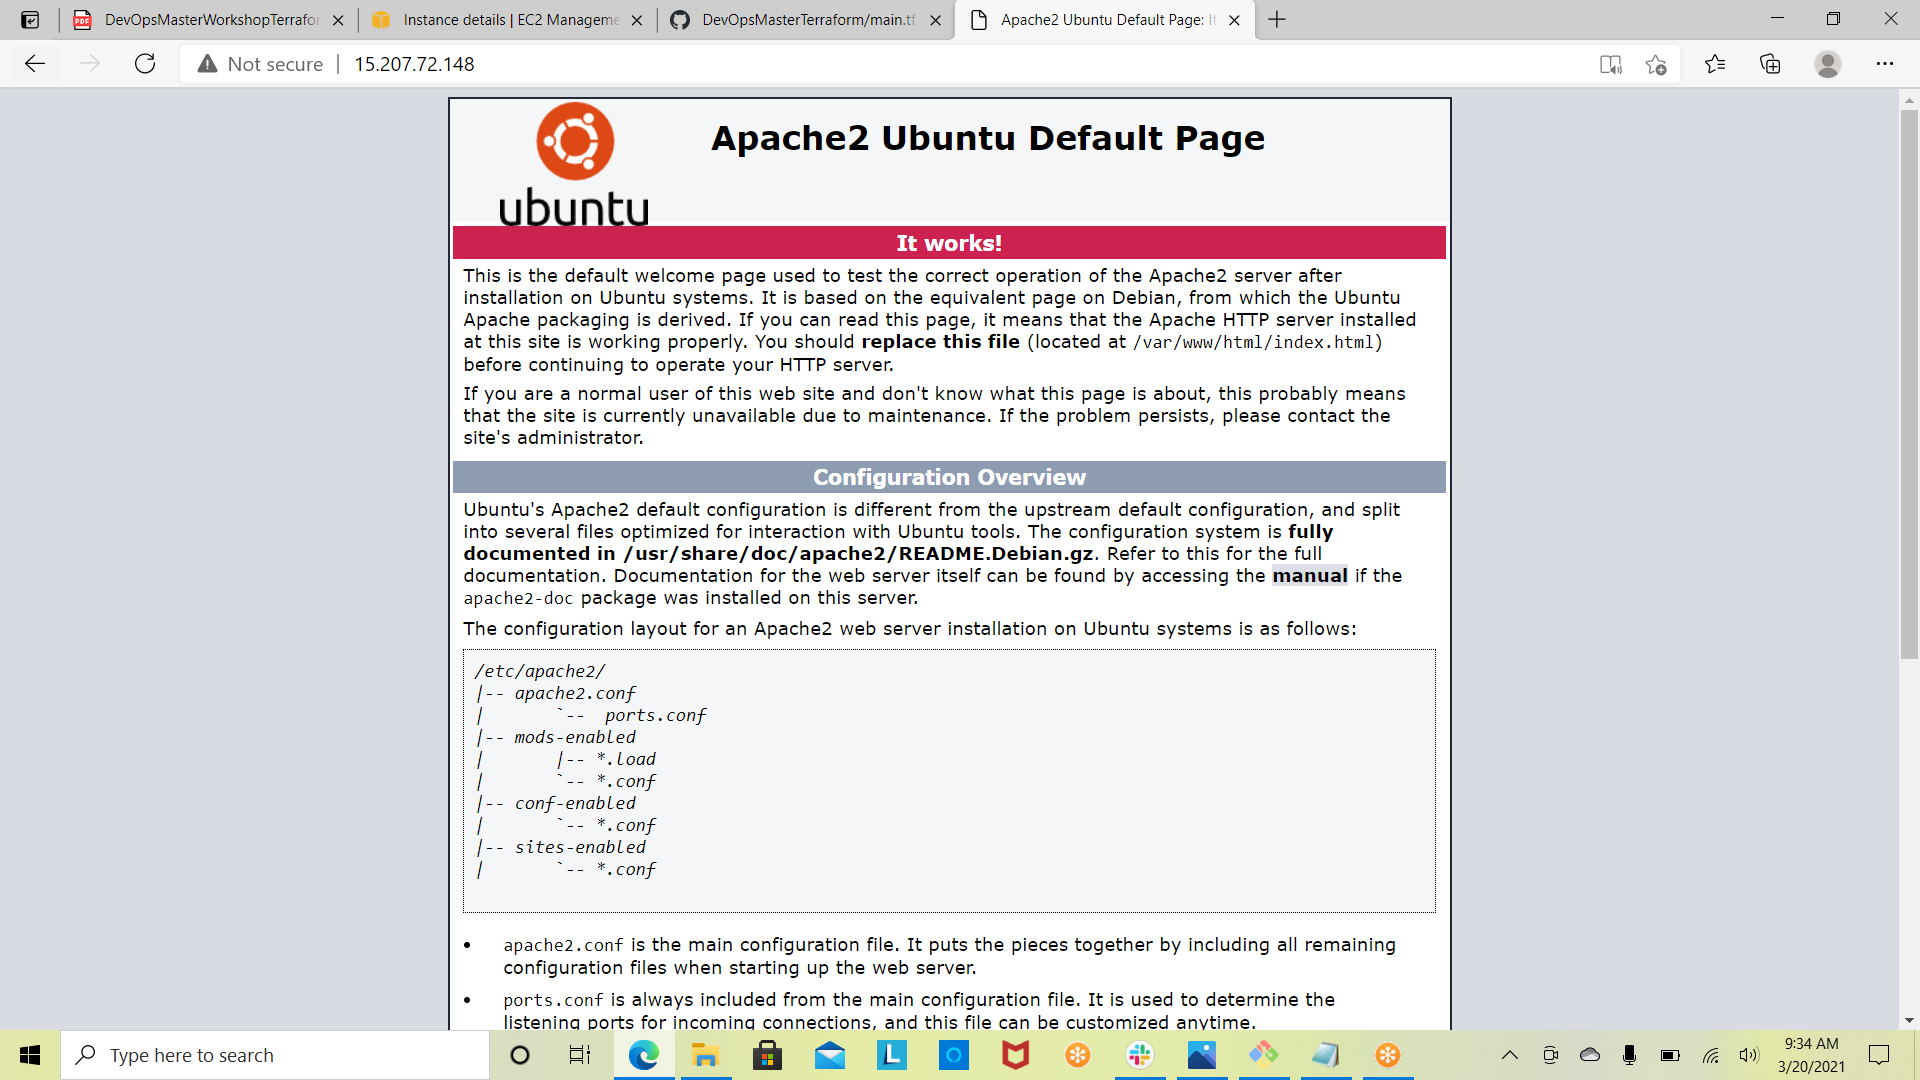 DevOpsMasterWorkshopTerrafor
Instance details | EC2 Manageme
DevOpsMasterTerraform/main.tf
Apache2 Ubuntu Default Page: It
Not secure
15.207.72.148
ubuntu
Apache2 Ubuntu Default Page
It works!
This is the default welcome page used to test the correct operation of the Apache2 server after
installation on Ubuntu systems. It is based on the equivalent page on Debian, from which the Ubuntu
Apache packaging is derived. If you can read this page, it means that the Apache HTTP server installed
at this site is working properly. You should replace this file (located at /var/www/html/index.html)
before continuing to operate your HTTP server.
If you are a normal user of this web site and don't know what this page is about, this probably means
that the site is currently unavailable due to maintenance. If the problem persists, please contact the
site's administrator.
Configuration Overview
Ubuntu's Apache2 default configuration is different from the upstream default configuration, and split
into several files optimized for interaction with Ubuntu tools. The configuration system is fully
documented in /usr/share/doc/apache2/README.Debian.gz. Refer to this for the full
documentation. Documentation for the web server itself can be found by accessing the manual if the
apache2-doc package was installed on this server.
The configuration layout for an Apache2 web server installation on Ubuntu systems is as follows:
/etc/apache2/
|-- apache2.conf
|       `--  ports.conf
|-- mods-enabled
|       |-- *.load
|       `-- *.conf
|-- conf-enabled
|       `-- *.conf
|-- sites-enabled
|       `-- *.conf
• apache2.conf is the main configuration file. It puts the pieces together by including all remaining
configuration files when starting up the web server.
• ports.conf is always included from the main configuration file. It is used to determine the
listening ports for incoming connections, and this file can be customized anytime.
Type here to search
9:34 AM
3/20/2021